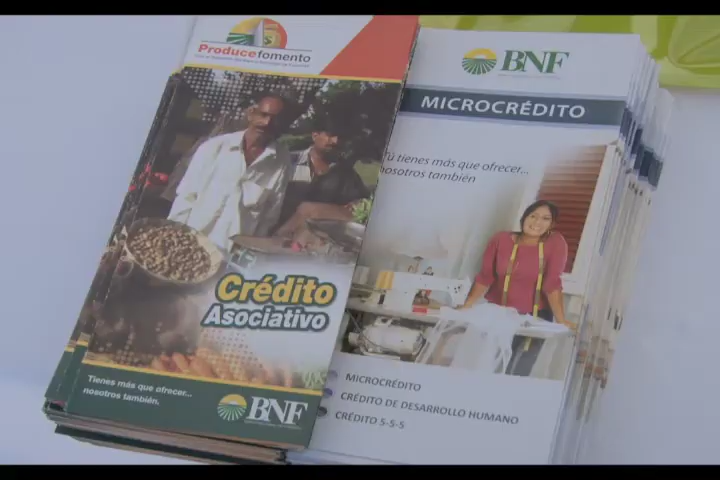 Producefomento
Crédito
Asociativo
Tienes más que ofrecer...
nosotros también.
BNF
BNF
MICROCRÉDITO
Tú tienes más que ofrecer...
nosotros también
MICROCRÉDITO
CRÉDITO DE DESARROLLO HUMANO
CRÉDITO 5-5-5